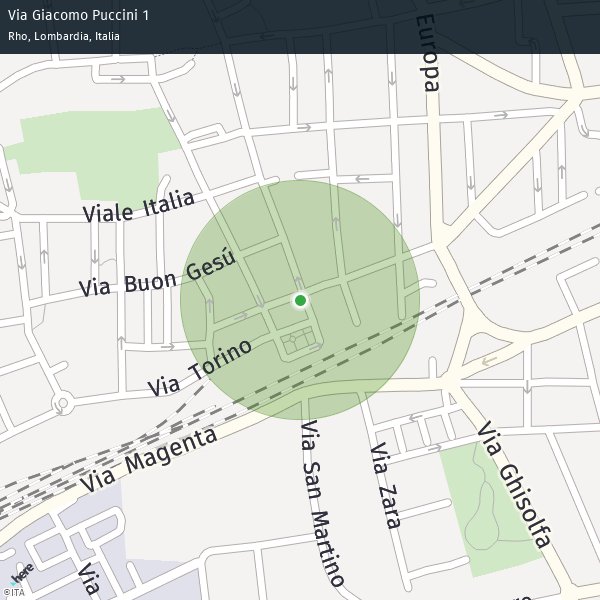 Via Giacomo Puccini 1
Rho, Lombardia, Italia
Europa
Viale Italia
Via Buon Gesú
Via Torino
Via Magenta
Via San Martino
Via Zara
Via Ghisolfa
Via
here
©ITA